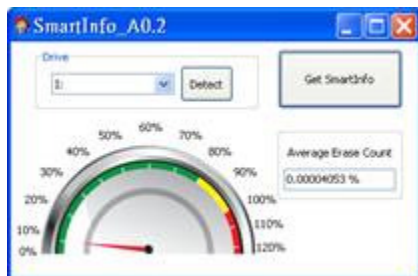 SmartInfo_A0.2
Drive
I:
Detect
Get SmartInfo
Average Erase Count
0.00004053 %
0%
10%
20%
30%
40%
50%
60%
70%
80%
90%
100%
110%
120%